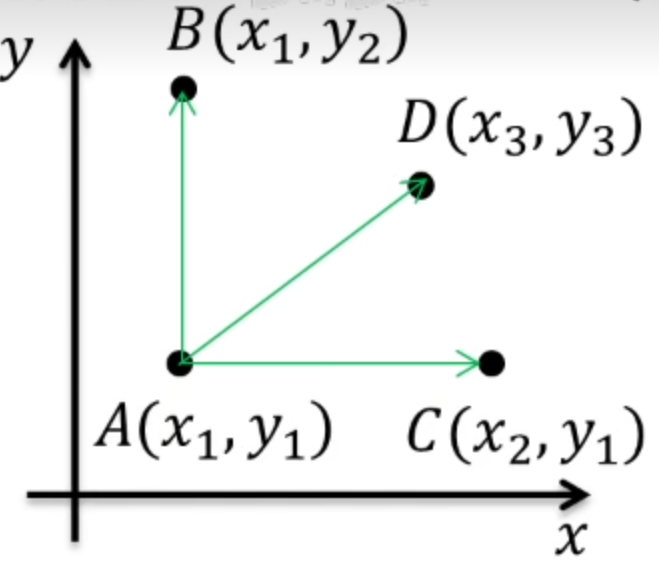 y
B(x₁, y₂)
D(x₃, y₃)
A(x₁, y₁)
C(x₂, y₁)
x